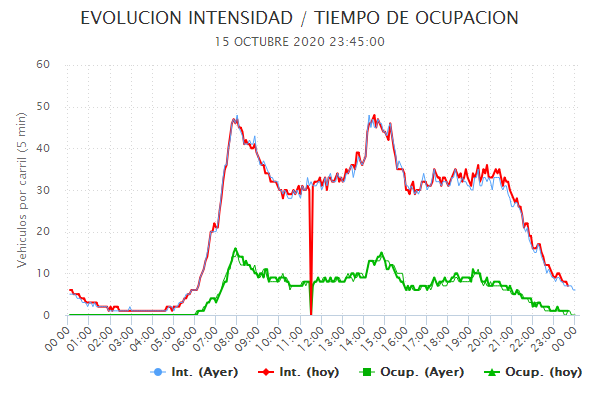 EVOLUCION INTENSIDAD / TIEMPO DE OCUPACION
15 OCTUBRE 2020 23:45:00
Vehiculos por carril (5 min)
60
50
40
30
20
10
0
00:00 01:00 02:00 03:00 04:00 05:00 06:00 07:00 08:00 09:00 10:00 11:00 12:00 13:00 14:00 15:00 16:00 17:00 18:00 19:00 20:00 21:00 22:00 23:00 00:00
Int. (Ayer) Int. (hoy) Ocup. (Ayer) Ocup. (hoy)